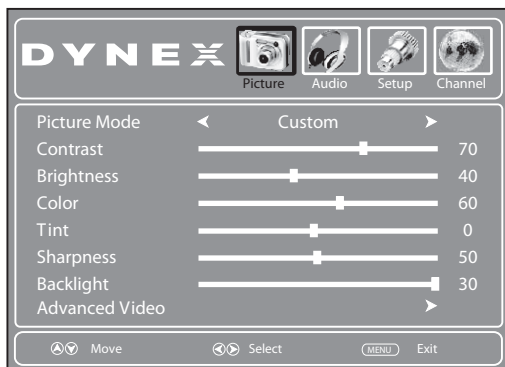 DYNEX
Picture Audio Setup Channel
Picture Mode Custom
Contrast 70
Brightness 40
Color 60
Tint 0
Sharpness 50
Backlight 30
Advanced Video
Move Select MENU Exit